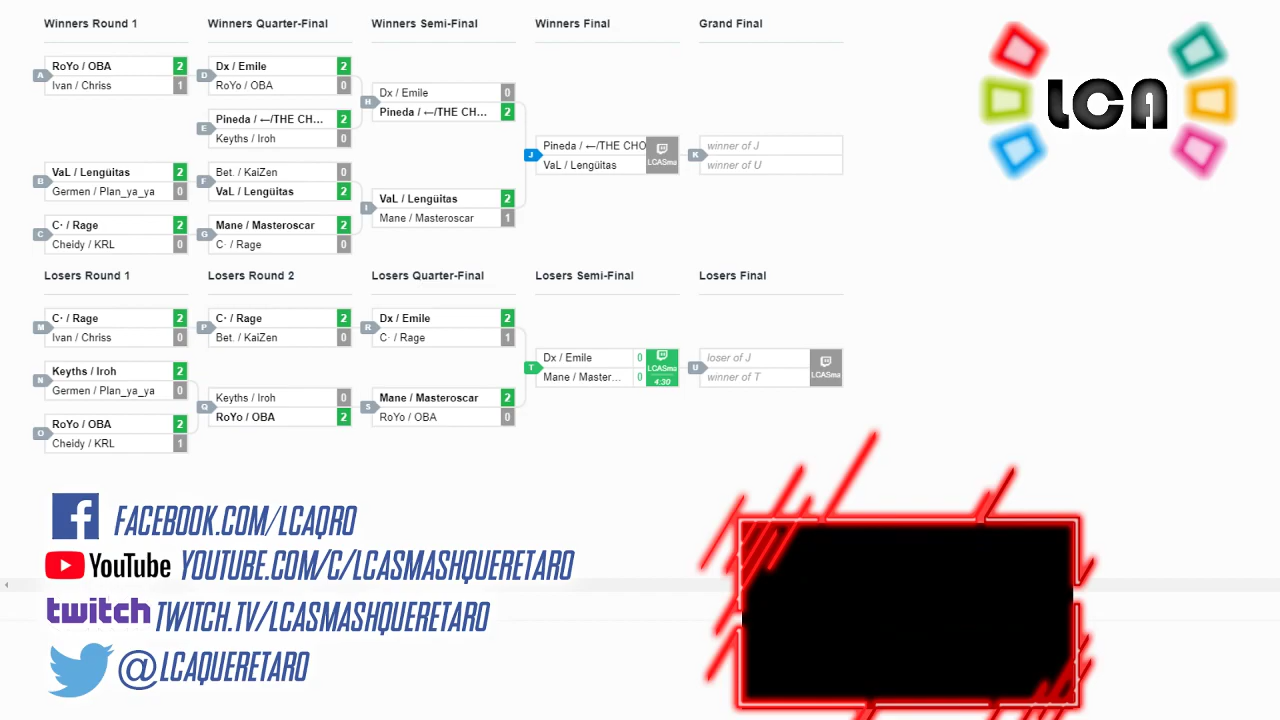 Winners Round 1
Winners Quarter-Final
Winners Semi-Final
Winners Final
Grand Final
A
RoYo / OBA 2
Ivan / Chriss 1
B
VaL / Lengüitas 2
Germen / Plan_ya_ya 0
C
C· / Rage 2
Cheidy / KRL 0
D
Dx / Emile 2
RoYo / OBA 0
E
Pineda / ←/THE CH... 2
Keyths / Iroh 0
F
Bet. / KaiZen 0
VaL / Lengüitas 2
G
Mane / Masteroscar 2
C· / Rage 0
H
Dx / Emile 0
Pineda / ←/THE CH... 2
I
VaL / Lengüitas 2
Mane / Masteroscar 1
J
Pineda / ←/THE CHO
VaL / Lengüitas
LCASma
K
winner of J
winner of U
Losers Round 1
Losers Round 2
Losers Quarter-Final
Losers Semi-Final
Losers Final
M
C· / Rage 2
Ivan / Chriss 0
N
Keyths / Iroh 2
Germen / Plan_ya_ya 0
O
RoYo / OBA 2
Cheidy / KRL 1
P
C· / Rage 2
Bet. / KaiZen 0
Q
Keyths / Iroh 0
RoYo / OBA 2
R
Dx / Emile 2
C· / Rage 1
S
Mane / Masteroscar 2
RoYo / OBA 0
T
Dx / Emile 0
Mane / Master... 0
LCASma
4:30
U
loser of J
winner of T
LCASma
LCA
FACEBOOK.COM/LCAQRO
YouTube YOUTUBE.COM/C/LCASMASHQUERETARO
twitch TWITCH.TV/LCASMASHQUERETARO
@LCAQUERETARO